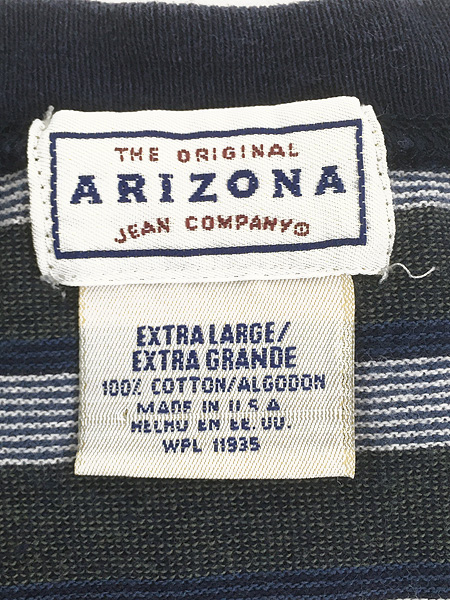 THE ORIGINAL
ARIZONA
JEAN COMPANY®
EXTRA LARGE/
EXTRA GRANDE
100% COTTON/ALGODON
MADE IN U.S.A.
HECHO EN EE.UU.
WPL 11935